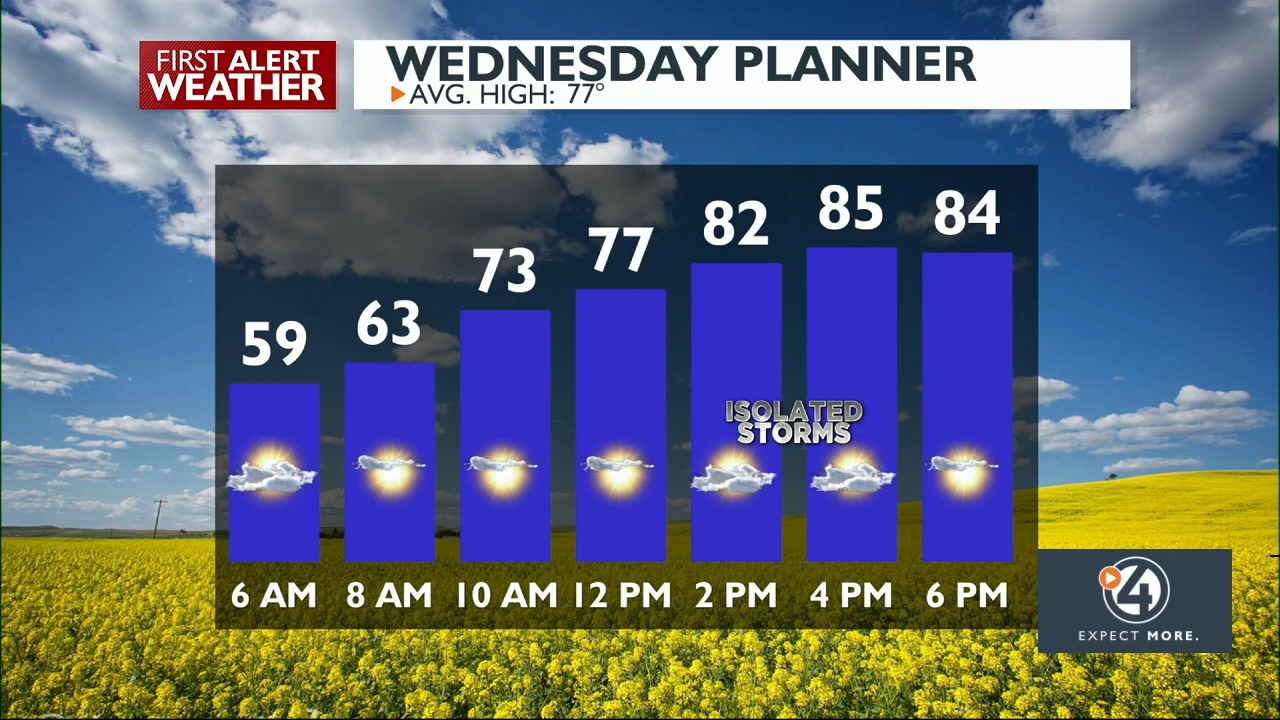 FIRST ALERT
WEATHER
WEDNESDAY PLANNER
AVG. HIGH: 77°
59
63
73
77
82
85
84
ISOLATED
STORMS
6 AM
8 AM
10 AM
12 PM
2 PM
4 PM
6 PM
4
EXPECT MORE.